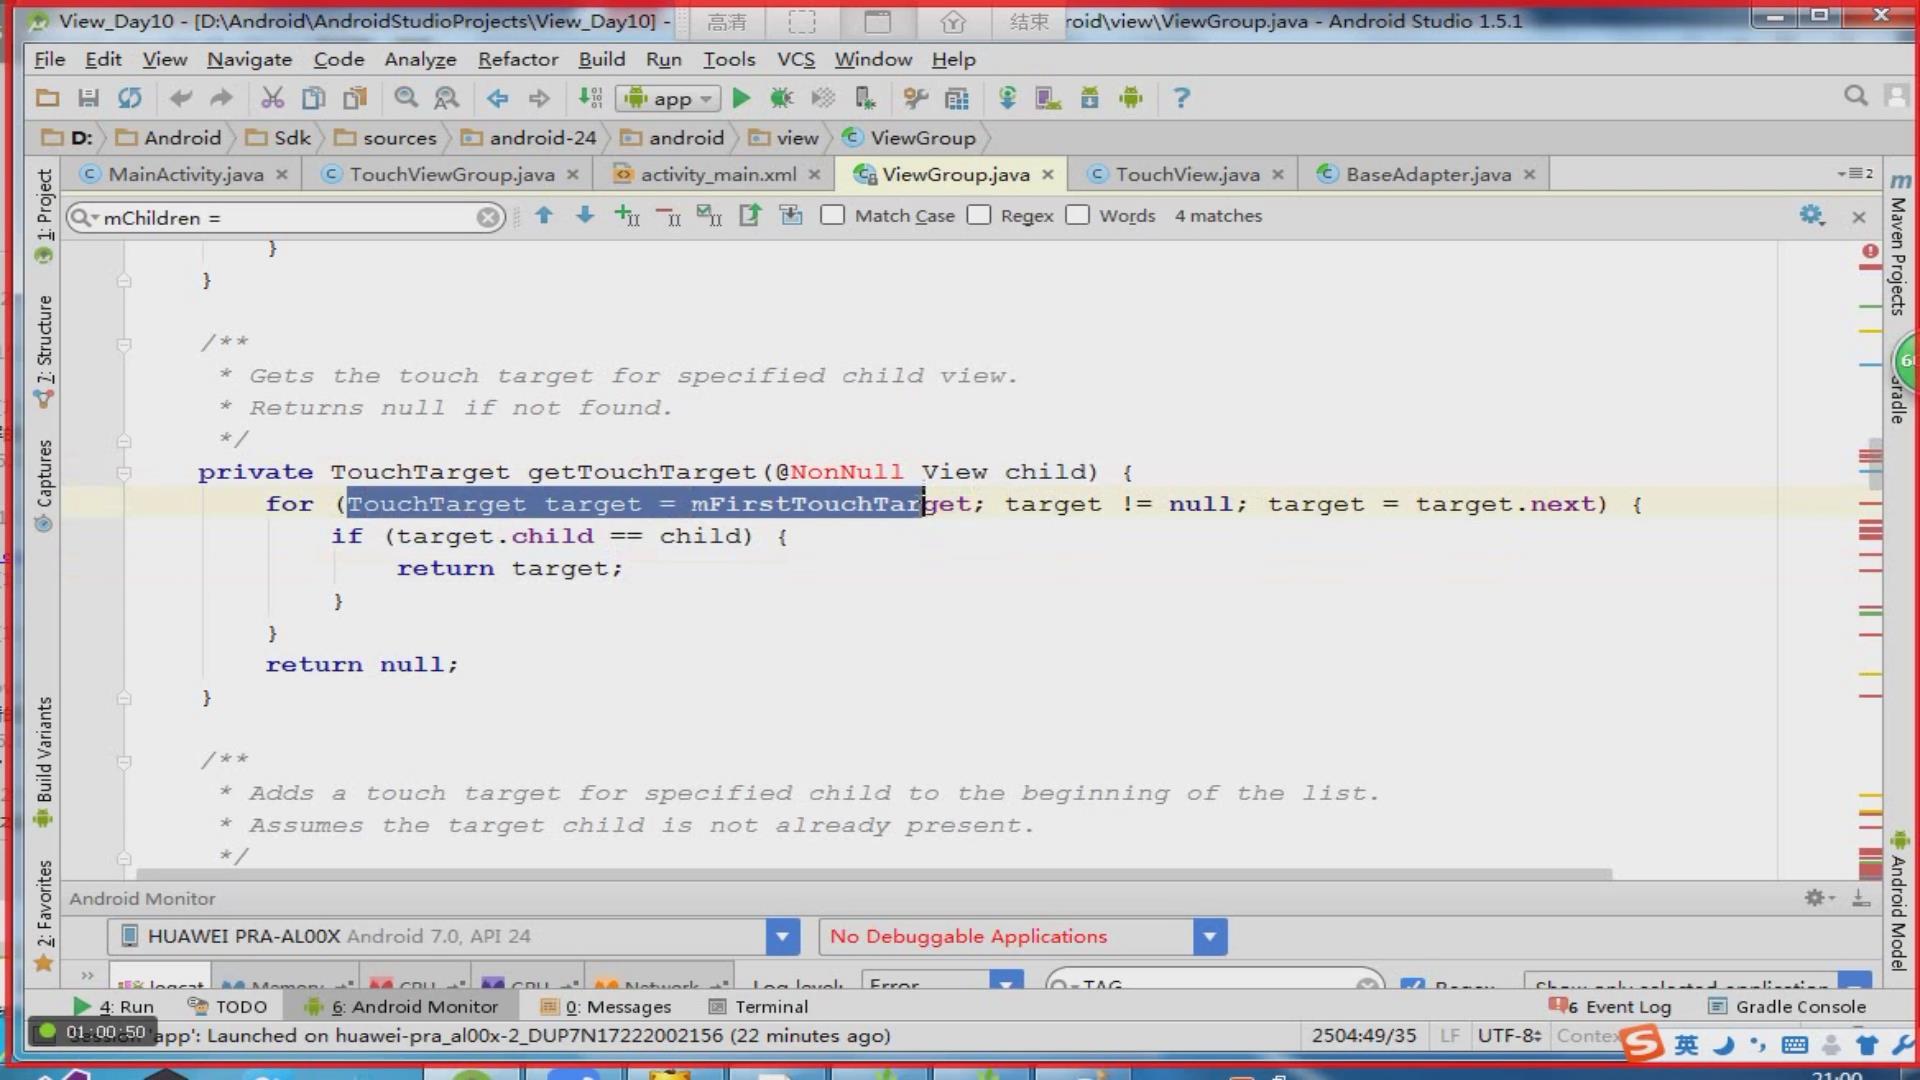 View_Day10 - [D:\Android\AndroidStudioProjects\View_Day10] - 高清 结束 roid\view\ViewGroup.java - Android Studio 1.5.1
File Edit View Navigate Code Analyze Refactor Build Run Tools VCS Window Help
app
D: Android Sdk sources android-24 android view ViewGroup
MainActivity.java TouchViewGroup.java activity_main.xml ViewGroup.java TouchView.java BaseAdapter.java 2
mChildren = Match Case Regex Words 4 matches
}
}
/**
* Gets the touch target for specified child view.
* Returns null if not found.
*/
private TouchTarget getTouchTarget(@NonNull View child) {
for (TouchTarget target = mFirstTouchTarget; target != null; target = target.next) {
if (target.child == child) {
return target;
}
}
return null;
}
/**
* Adds a touch target for specified child to the beginning of the list.
* Assumes the target child is not already present.
*/
1: Project
7: Structure
Captures
Build Variants
2: Favorites
Maven Projects
Gradle
Android Model
Android Monitor
HUAWEI PRA-AL00X Android 7.0, API 24 No Debuggable Applications
logcat Memory CPU GPU Network Log level: Error TAG Regex Show only selected application
4: Run TODO 6: Android Monitor 0: Messages Terminal 6 Event Log Gradle Console
01:00:50 'app': Launched on huawei-pra_al00x-2_DUP7N17222002156 (22 minutes ago) 2504:49/35 LF UTF-8 英
21:00